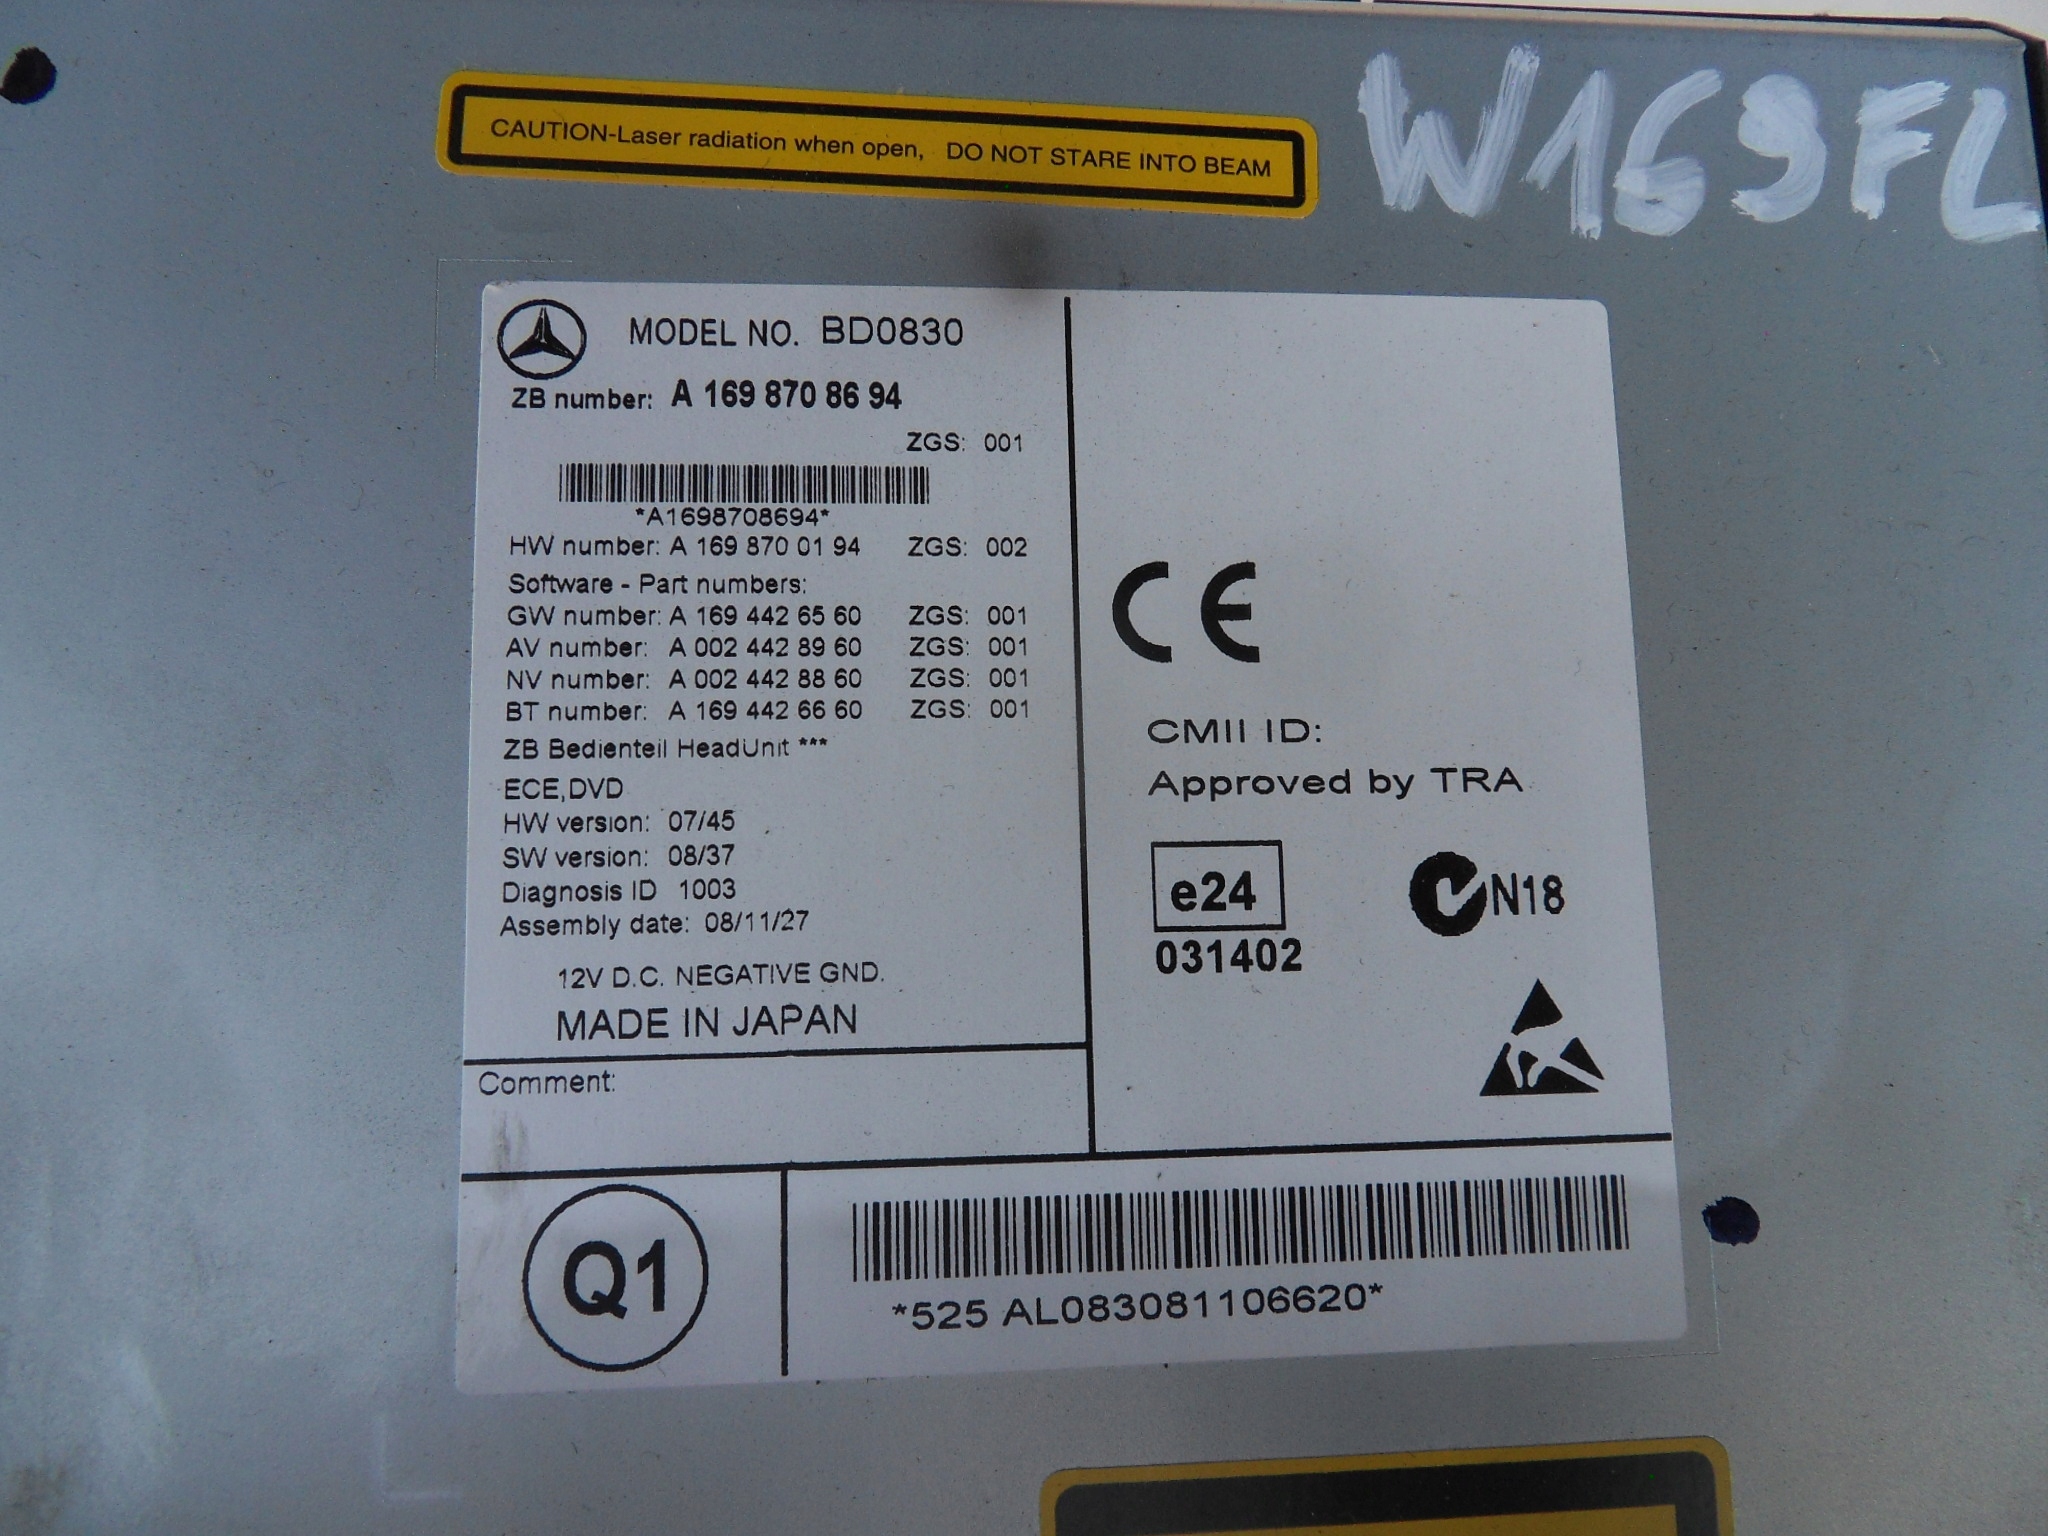 W169FL
CAUTION-Laser radiation when open, DO NOT STARE INTO BEAM
MODEL NO. BD0830
ZB number: A 169 870 86 94
ZGS: 001
*A1698708694*
HW number: A 169 870 01 94 ZGS: 002
Software - Part numbers:
GW number: A 169 442 65 60 ZGS: 001
AV number: A 002 442 89 60 ZGS: 001
NV number: A 002 442 88 60 ZGS: 001
BT number: A 169 442 66 60 ZGS: 001
ZB Bedienteil HeadUnit ***
ECE,DVD
HW version: 07/45
SW version: 08/37
Diagnosis ID 1003
Assembly date: 08/11/27
12V D.C. NEGATIVE GND.
MADE IN JAPAN
Comment:
CE
CMII ID:
Approved by TRA
e24
031402
N18
Q1
*525 AL083081106620*